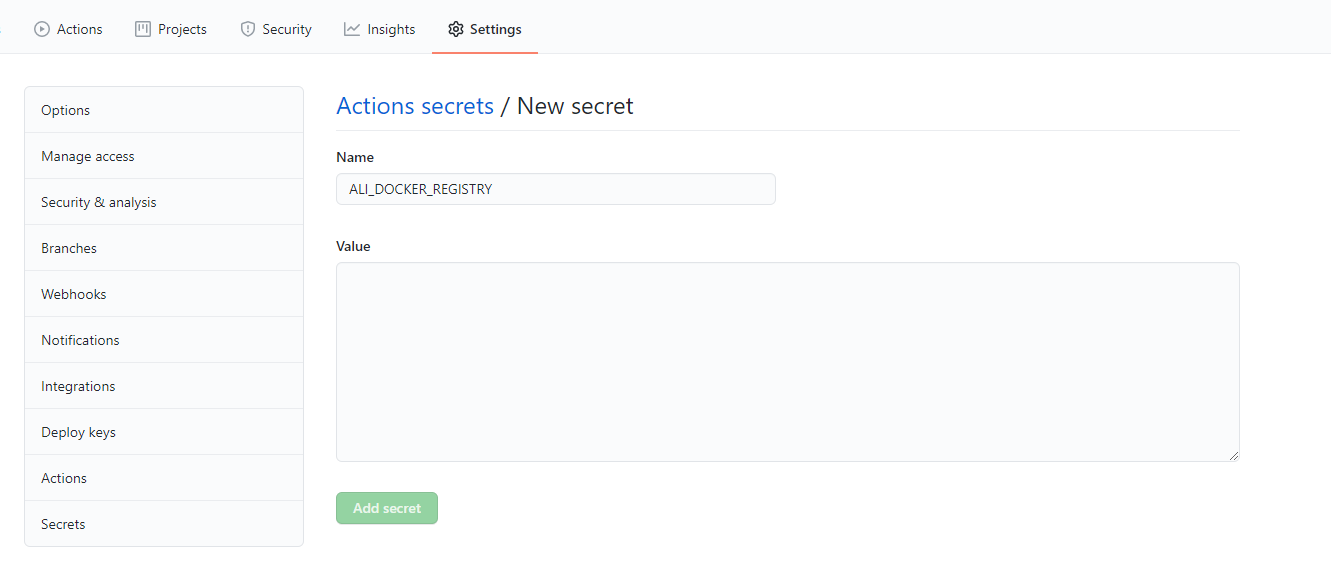 Actions Projects Security Insights Settings
Options
Manage access
Security & analysis
Branches
Webhooks
Notifications
Integrations
Deploy keys
Actions
Secrets
Actions secrets / New secret
Name
ALI_DOCKER_REGISTRY
Value
Add secret